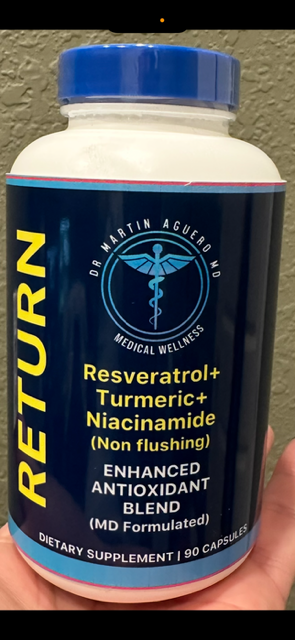 RETURN
DR MARTIN AGUERO MD
MEDICAL WELLNESS
Resveratrol+
Turmeric+
Niacinamide
(Non flushing)
ENHANCED
ANTIOXIDANT
BLEND
(MD Formulated)
DIETARY SUPPLEMENT | 90 CAPSULES